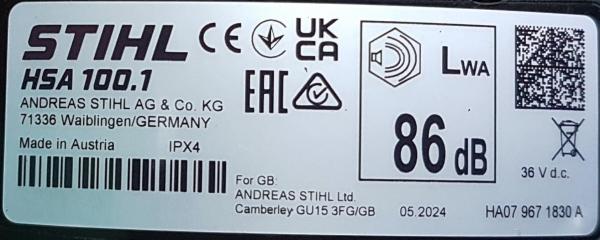 STIHL
HSA 100.1
ANDREAS STIHL AG & Co. KG
71336 Waiblingen/GERMANY
Made in Austria IPX4
CE
UK
CA
EAC
LWA
86 dB
36 V d.c.
For GB:
ANDREAS STIHL Ltd.
Camberley GU15 3FG/GB
05.2024
HA07 967 1830 A